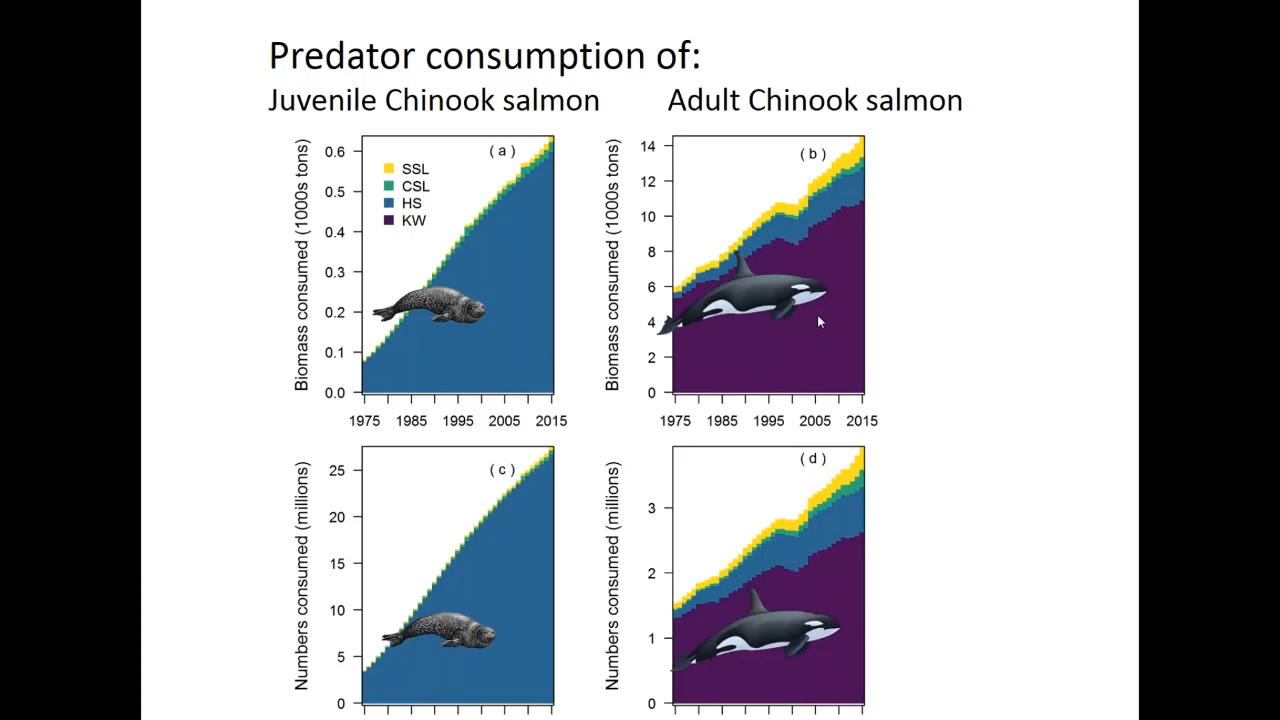 Predator consumption of:
Juvenile Chinook salmon
Adult Chinook salmon
Biomass consumed (1000s tons)
0.6
0.5
0.4
0.3
0.2
0.1
0.0
( a )
SSL
CSL
HS
KW
1975 1985 1995 2005 2015
Biomass consumed (1000s tons)
14
12
10
8
6
4
2
0
( b )
1975 1985 1995 2005 2015
Numbers consumed (millions)
25
20
15
10
5
0
( c )
Numbers consumed (millions)
3
2
1
0
( d )